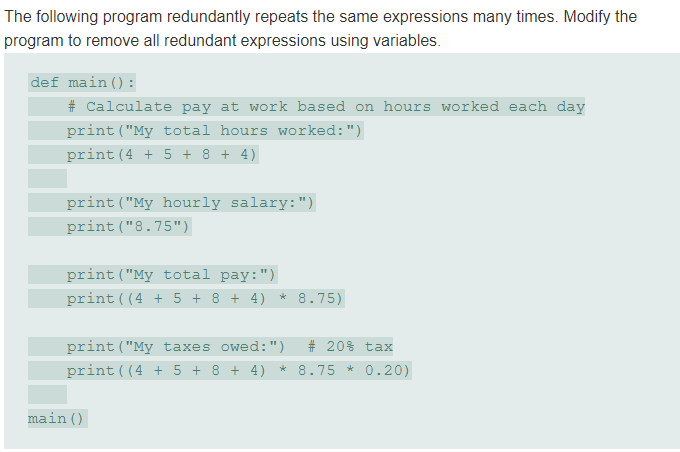 The following program redundantly repeats the same expressions many times. Modify the
program to remove all redundant expressions using variables.
def main():
    # Calculate pay at work based on hours worked each day
    print("My total hours worked:")
    print(4 + 5 + 8 + 4)
    print("My hourly salary:")
    print("8.75")
    print("My total pay:")
    print((4 + 5 + 8 + 4) * 8.75)
    print("My taxes owed:")  # 20% tax
    print((4 + 5 + 8 + 4) * 8.75 * 0.20)
main()